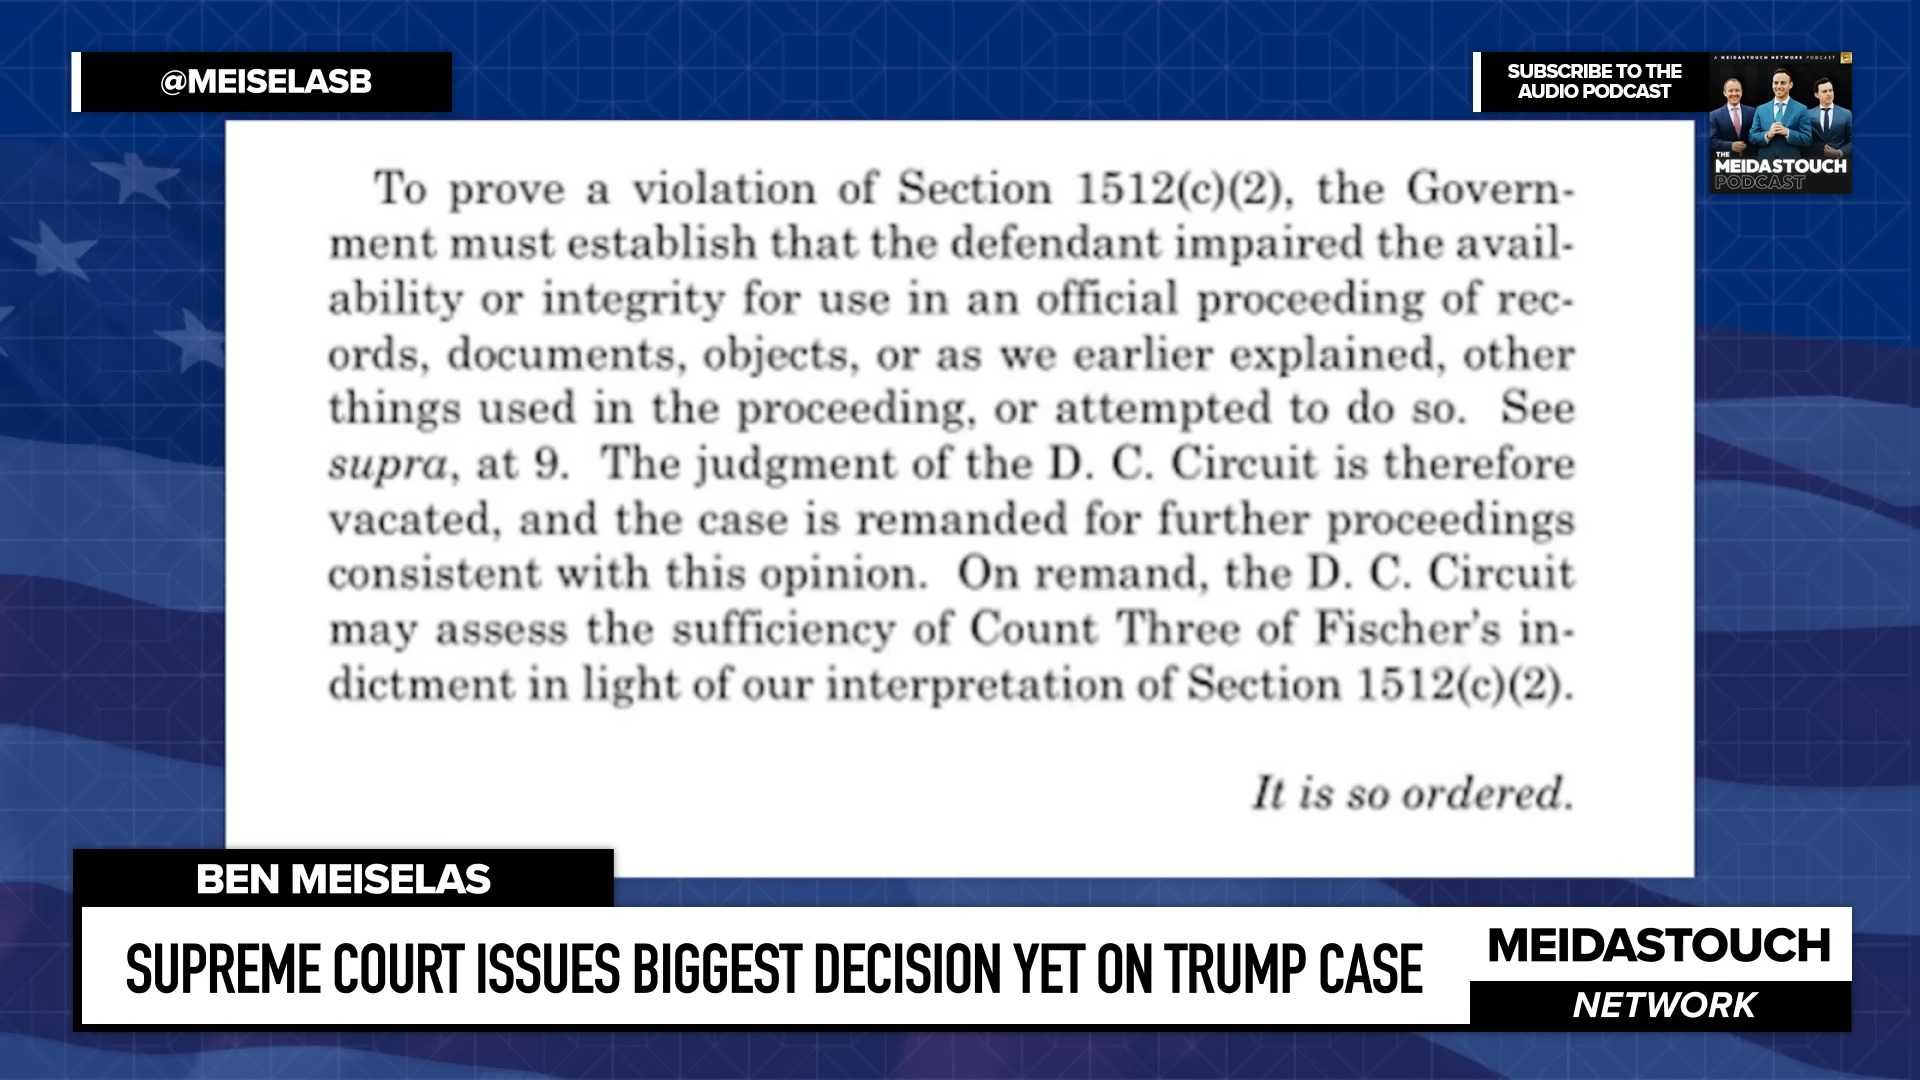 @MEISELASB
SUBSCRIBE TO THE
AUDIO PODCAST
A MEIDASTOUCH NETWORK PODCAST
THE
MEIDASTOUCH
PODCAST
To prove a violation of Section 1512(c)(2), the Govern-
ment must establish that the defendant impaired the avail-
ability or integrity for use in an official proceeding of rec-
ords, documents, objects, or as we earlier explained, other
things used in the proceeding, or attempted to do so. See
supra, at 9. The judgment of the D. C. Circuit is therefore
vacated, and the case is remanded for further proceedings
consistent with this opinion. On remand, the D. C. Circuit
may assess the sufficiency of Count Three of Fischer's in-
dictment in light of our interpretation of Section 1512(c)(2).
It is so ordered.
BEN MEISELAS
SUPREME COURT ISSUES BIGGEST DECISION YET ON TRUMP CASE
MEIDASTOUCH
NETWORK